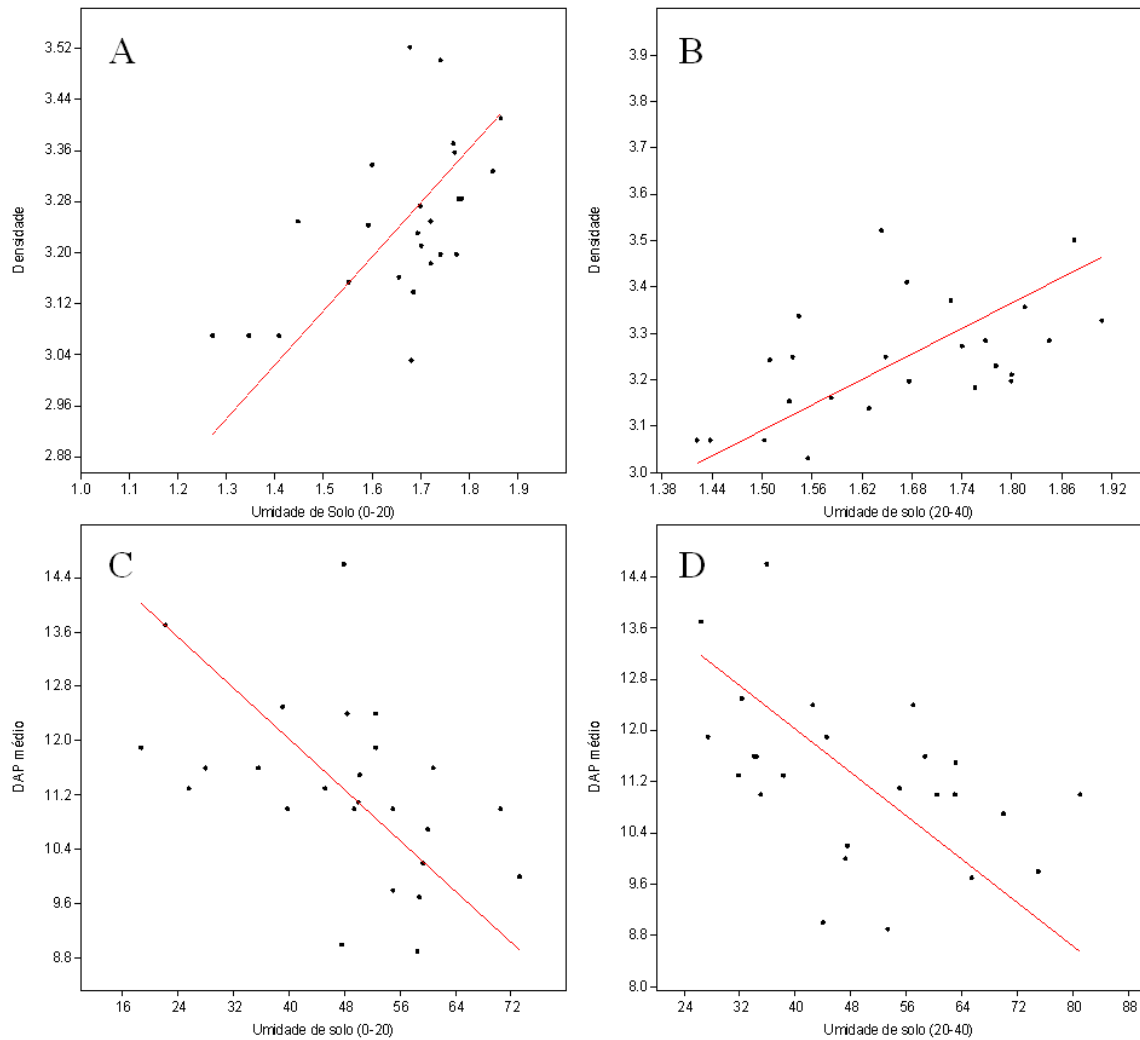 A
3.52
3.44
3.36
3.28
3.20
3.12
3.04
2.96
2.88
Densidade
1.0 1.1 1.2 1.3 1.4 1.5 1.6 1.7 1.8 1.9
Umidade de Solo (0-20)
B
3.9
3.8
3.7
3.6
3.5
3.4
3.3
3.2
3.1
3.0
Densidade
1.38 1.44 1.50 1.56 1.62 1.68 1.74 1.80 1.86 1.92
Umidade de solo (20-40)
C
14.4
13.6
12.8
12.0
11.2
10.4
9.6
8.8
DAP médio
16 24 32 40 48 56 64 72
Umidade de solo (0-20)
D
14.4
13.6
12.8
12.0
11.2
10.4
9.6
8.8
8.0
DAP médio
24 32 40 48 56 64 72 80 88
Umidade de solo (20-40)